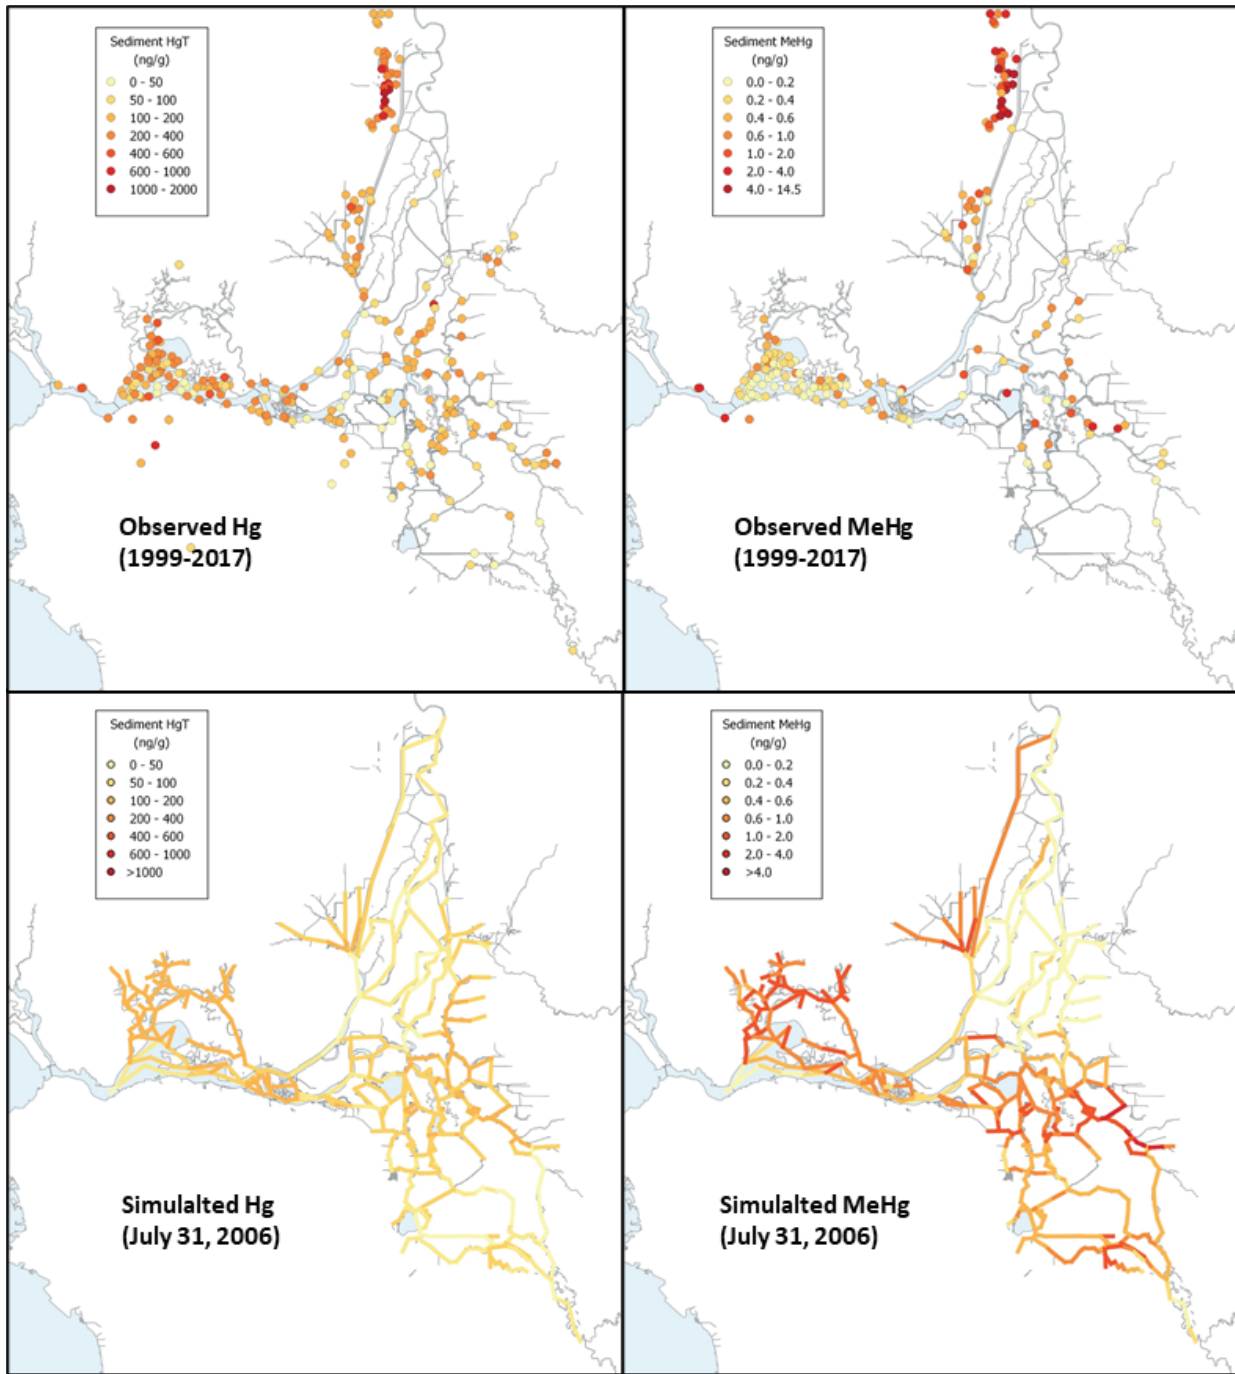 Sediment HgT
(ng/g)
0 - 50
50 - 100
100 - 200
200 - 400
400 - 600
600 - 1000
1000 - 2000
Observed Hg
(1999-2017)
Sediment MeHg
(ng/g)
0.0 - 0.2
0.2 - 0.4
0.4 - 0.6
0.6 - 1.0
1.0 - 2.0
2.0 - 4.0
4.0 - 14.5
Observed MeHg
(1999-2017)
Sediment HgT
(ng/g)
0 - 50
50 - 100
100 - 200
200 - 400
400 - 600
600 - 1000
>1000
Simulalted Hg
(July 31, 2006)
Sediment MeHg
(ng/g)
0.0 - 0.2
0.2 - 0.4
0.4 - 0.6
0.6 - 1.0
1.0 - 2.0
2.0 - 4.0
>4.0
Simulalted MeHg
(July 31, 2006)